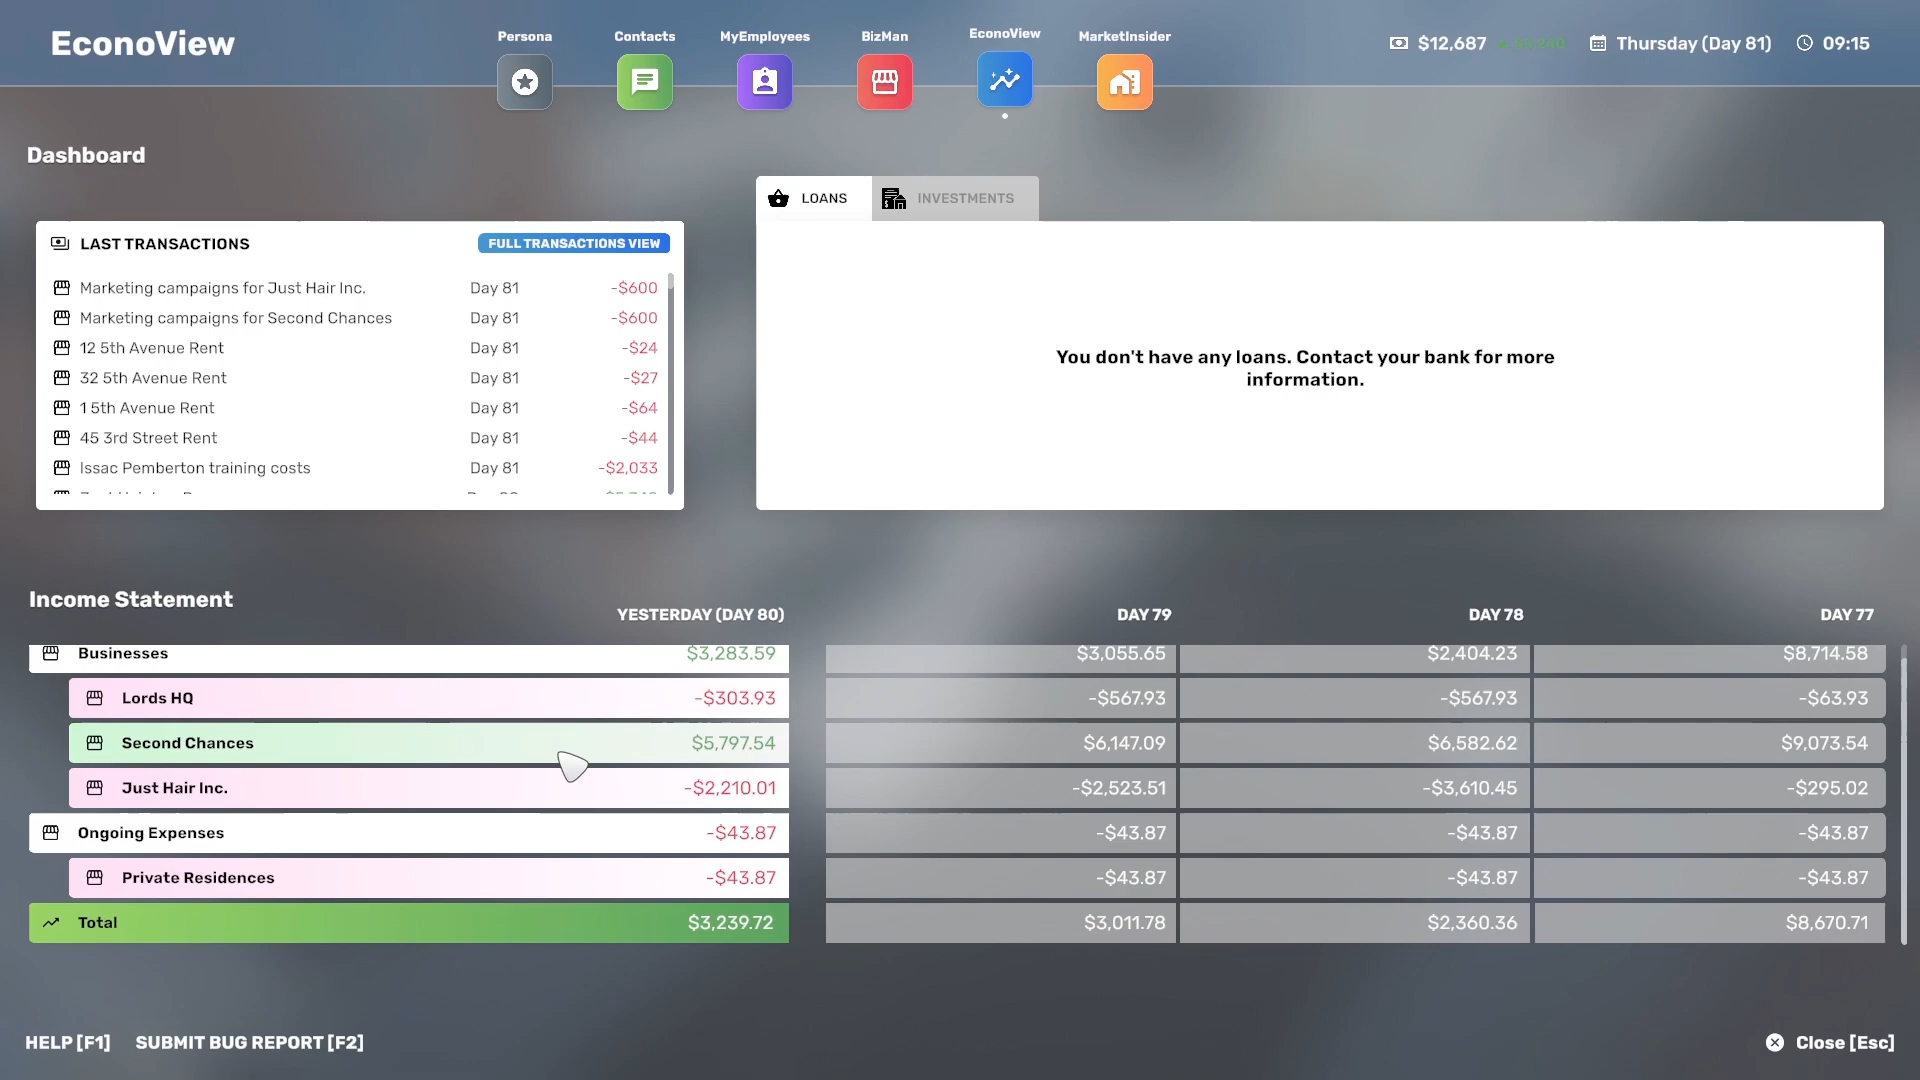 EconoView
Persona
Contacts
MyEmployees
BizMan
EconoView
MarketInsider
$12,687
Thursday (Day 81)
09:15
Dashboard
LOANS
INVESTMENTS
LAST TRANSACTIONS
FULL TRANSACTIONS VIEW
Marketing campaigns for Just Hair Inc. Day 81 -$600
Marketing campaigns for Second Chances Day 81 -$600
12 5th Avenue Rent Day 81 -$24
32 5th Avenue Rent Day 81 -$27
1 5th Avenue Rent Day 81 -$64
45 3rd Street Rent Day 81 -$44
Issac Pemberton training costs Day 81 -$2,033
You don't have any loans. Contact your bank for more
information.
Income Statement
YESTERDAY (DAY 80) DAY 79 DAY 78 DAY 77
Businesses $3,283.59 $3,055.65 $2,404.23 $8,714.58
Lords HQ -$303.93 -$567.93 -$567.93 -$63.93
Second Chances $5,797.54 $6,147.09 $6,582.62 $9,073.54
Just Hair Inc. -$2,210.01 -$2,523.51 -$3,610.45 -$295.02
Ongoing Expenses -$43.87 -$43.87 -$43.87 -$43.87
Private Residences -$43.87 -$43.87 -$43.87 -$43.87
Total $3,239.72 $3,011.78 $2,360.36 $8,670.71
HELP [F1] SUBMIT BUG REPORT [F2]
Close [Esc]